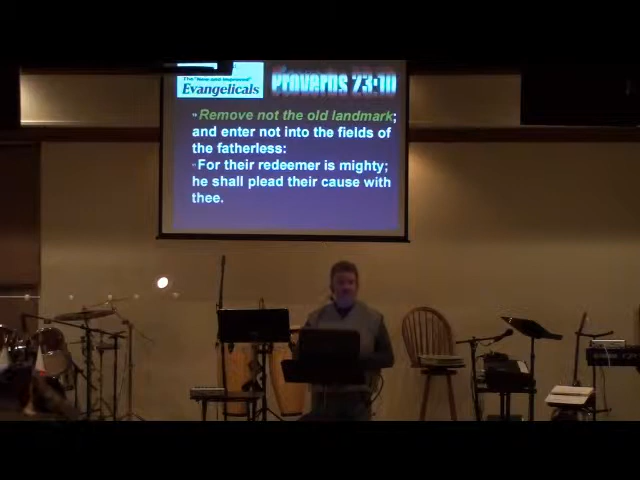 The "New and Improved"
Evangelicals
Proverbs 23:10
Remove not the old landmark;
and enter not into the fields of
the fatherless:
For their redeemer is mighty;
he shall plead their cause with
thee.